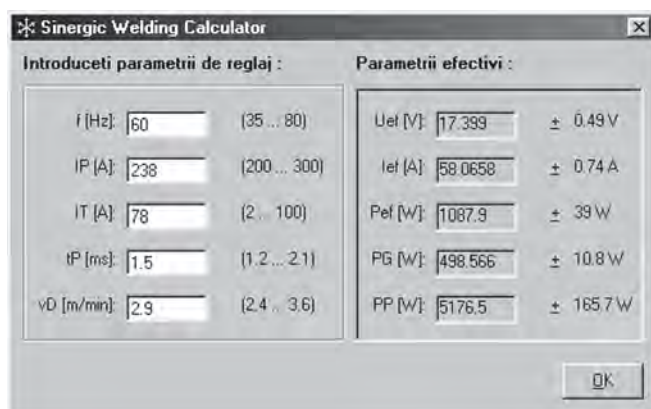 Sinergic Welding Calculator
Introduceti parametrii de reglaj :
f [Hz]: 60 (35 ... 80)
IP [A]: 238 (200 ... 300)
IT [A]: 78 (2 ... 100)
tP [ms]: 1.5 (1.2 ... 2.1)
vD [m/min]: 2.9 (2.4 ... 3.6)
Parametrii efectivi :
Uef [V]: 17.399 ± 0.49 V
Ief [A]: 58.0658 ± 0.74 A
Pef [W]: 1087.9 ± 39 W
PG [W]: 498.566 ± 10.8 W
PP [W]: 5176.5 ± 165.7 W
OK